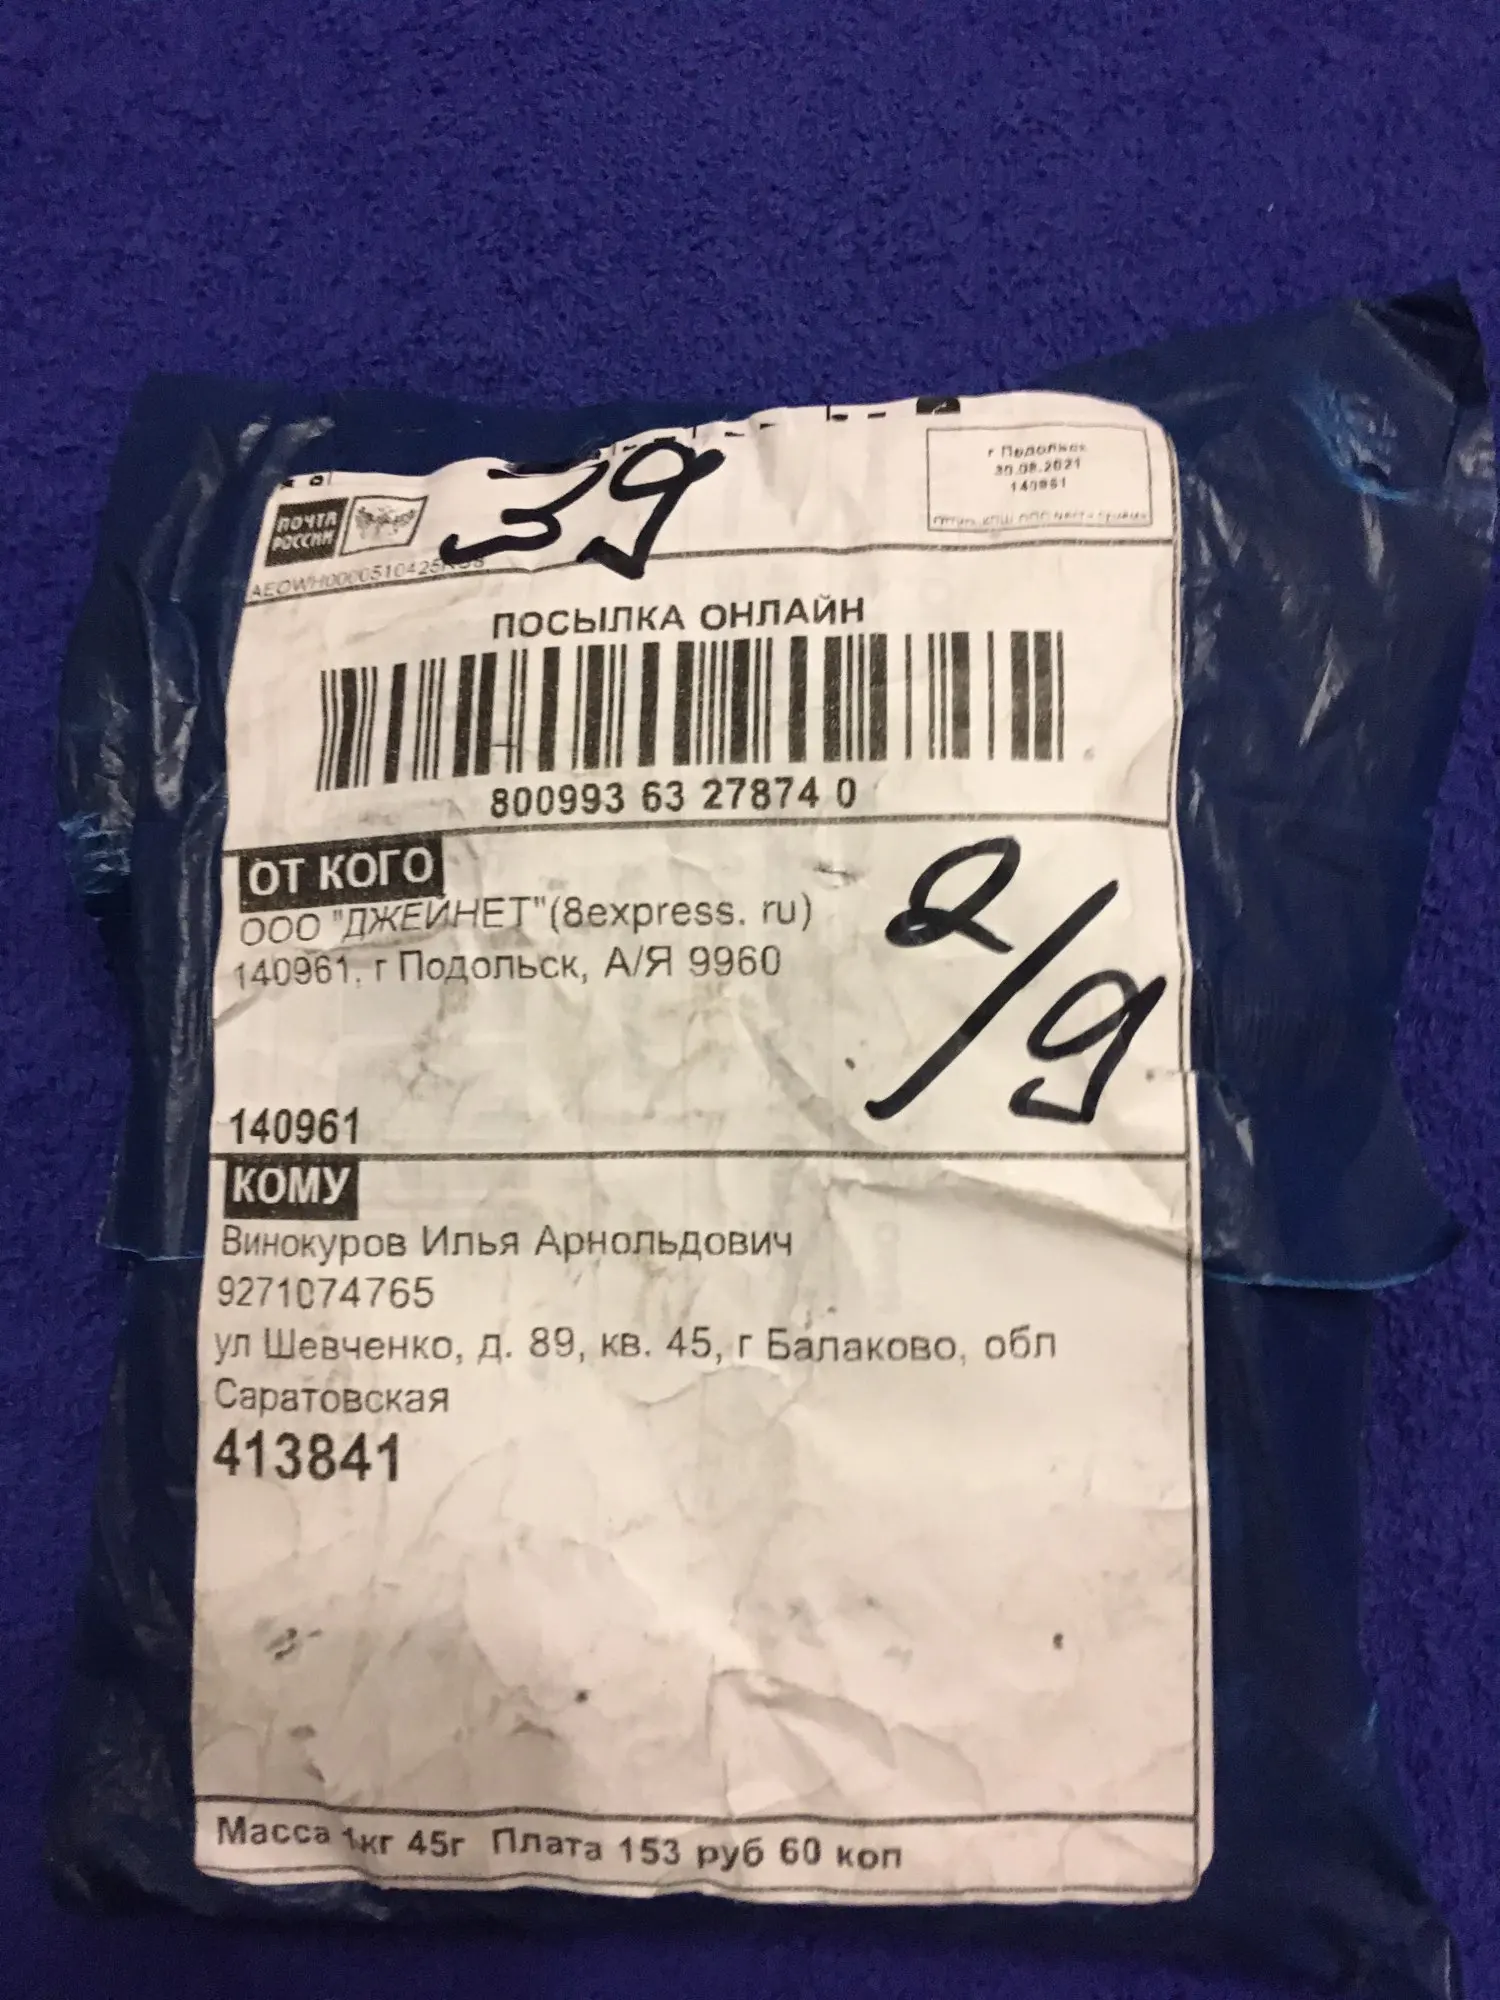 39
ПОЧТА
РОССИИ
г Подольск
30.08.2021
140961
ПОСЫЛКА ОНЛАЙН
800993 63 27874 0
ОТ КОГО
ООО "ДЖЕЙНЕТ"(8express. ru)
140961, г Подольск, А/Я 9960
2/9
140961
КОМУ
Винокуров Илья Арнольдович
9271074765
ул Шевченко, д. 89, кв. 45, г Балаково, обл
Саратовская
413841
Масса 1кг 45г Плата 153 руб 60 коп